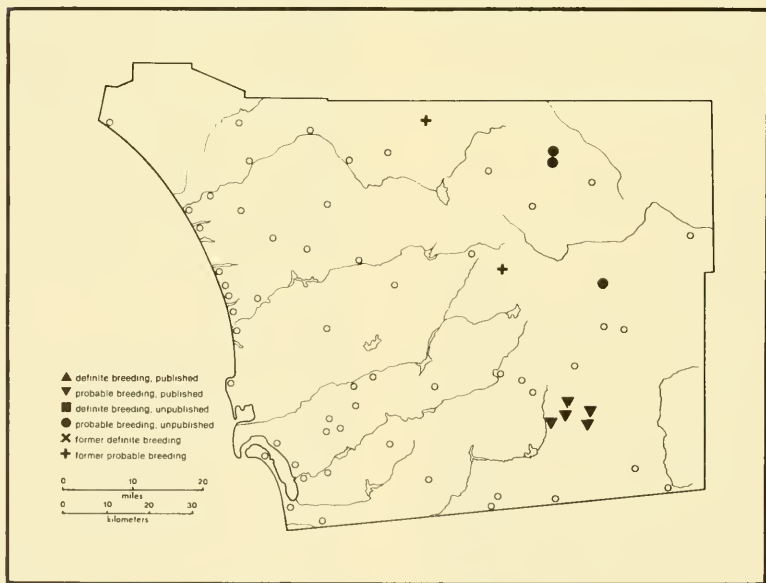 definite breeding, published
probable breeding, published
definite breeding, unpublished
probable breeding, unpublished
former definite breeding
former probable breeding
0 10 20
miles
0 10 20 30
kilometers